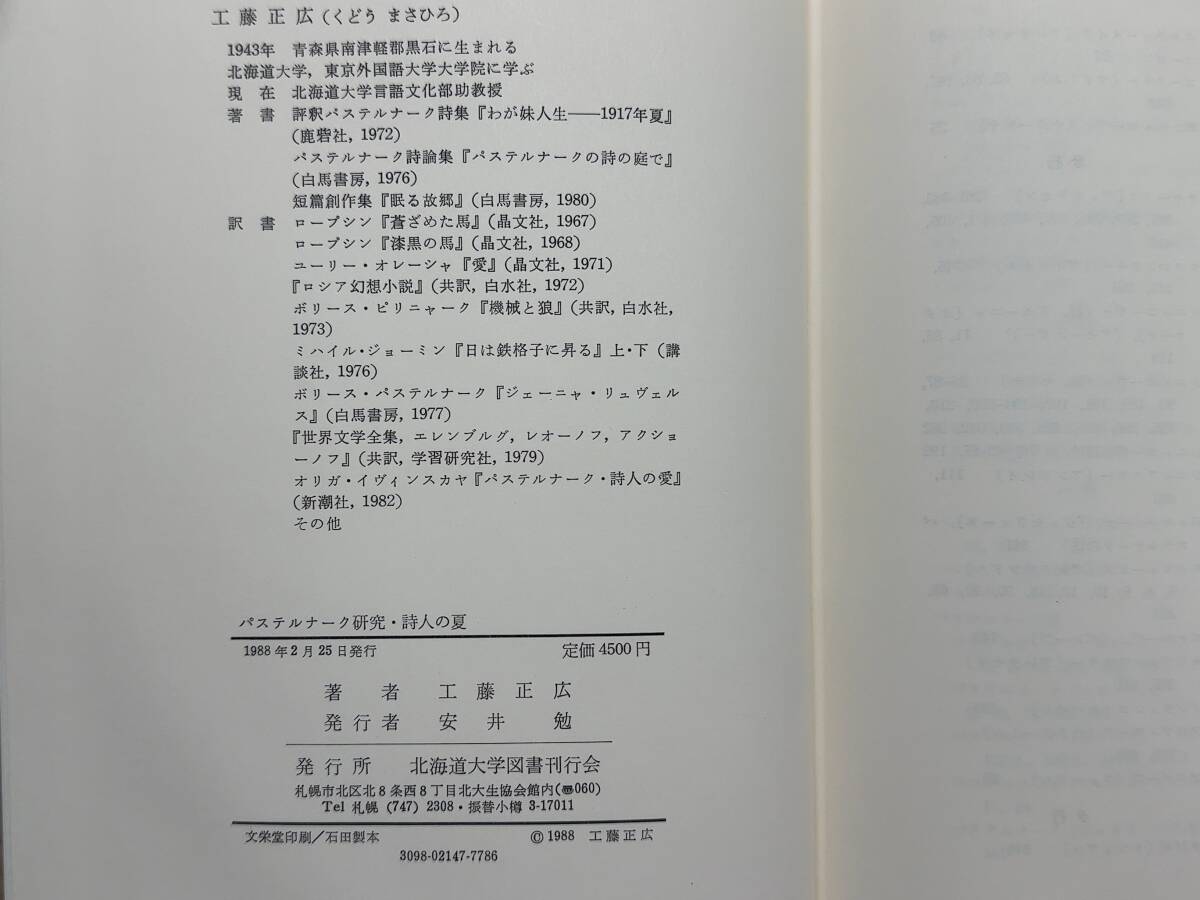 工藤正広(くどう まさひろ)
1943年 青森県南津軽郡黒石に生まれる
北海道大学，東京外国語大学大学院に学ぶ
現在 北海道大学言語文化部助教授
著書 評釈パステルナーク詩集『わが妹人生――1917年夏』
(鹿砦社，1972)
パステルナーク詩論集『パステルナークの詩の庭で』
(白馬書房，1976)
短篇創作集『眠る故郷』(白馬書房，1980)
訳書 ロープシン『蒼ざめた馬』(晶文社，1967)
ロープシン『漆黒の馬』(晶文社，1968)
ユーリー・オレーシャ『愛』(晶文社，1971)
『ロシア幻想小説』(共訳，白水社，1972)
ボリース・ピリニャーク『機械と狼』(共訳，白水社，
1973)
ミハイル・ジョーミン『日は鉄格子に昇る』上・下(講
談社，1976)
ボリース・パステルナーク『ジェーニャ・リュヴェル
ス』(白馬書房，1977)
『世界文学全集，エレンブルグ，レオーノフ，アクショ
ーノフ』(共訳，学習研究社，1979)
オリガ・イヴィンスカヤ『パステルナーク・詩人の愛』
(新潮社，1982)
その他
パステルナーク研究・詩人の夏
1988年2月25日発行 定価4500円
著者 工藤正広
発行者 安井勉
発行所 北海道大学図書刊行会
札幌市北区北8条西8丁目北大生協会館内(〠060)
Tel 札幌 (747) 2308・振替小樽 3-17011
文栄堂印刷／石田製本 ©1988 工藤正広
3098-02147-7786